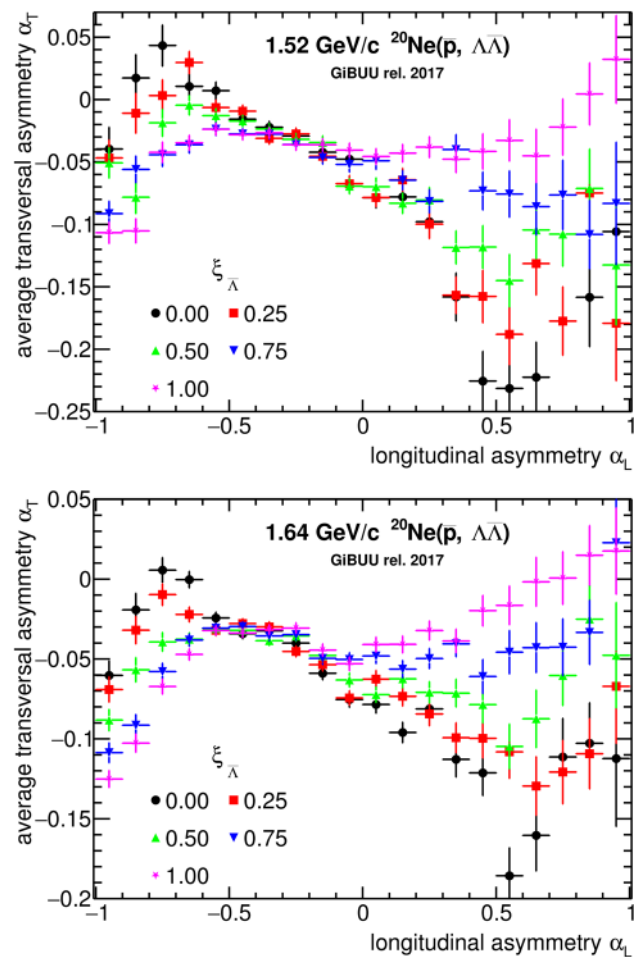 average transversal asymmetry α_T
0.05
0
−0.05
−0.1
−0.15
−0.2
−0.25
1.52 GeV/c ²⁰Ne(p̄, ΛΛ̄)
GiBUU rel. 2017
ξ_Λ̄
0.00 0.25
0.50 0.75
1.00
−1 −0.5 0 0.5 1
longitudinal asymmetry α_L
average transversal asymmetry α_T
0.05
0
−0.05
−0.1
−0.15
−0.2
1.64 GeV/c ²⁰Ne(p̄, ΛΛ̄)
GiBUU rel. 2017
ξ_Λ̄
0.00 0.25
0.50 0.75
1.00
−1 −0.5 0 0.5 1
longitudinal asymmetry α_L